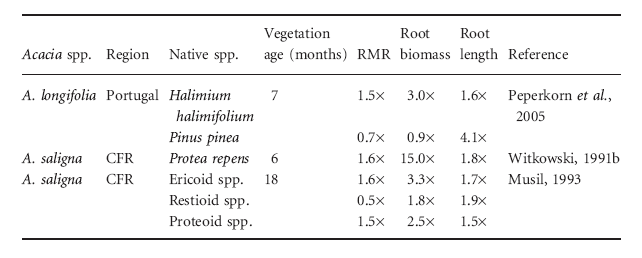 Vegetation Root Root
Acacia spp. Region Native spp. age (months) RMR biomass length Reference
A. longifolia Portugal Halimium 7 1.5× 3.0× 1.6× Peperkorn et al.,
halimifolium 2005
Pinus pinea 0.7× 0.9× 4.1×
A. saligna CFR Protea repens 6 1.6× 15.0× 1.8× Witkowski, 1991b
A. saligna CFR Ericoid spp. 18 1.6× 3.3× 1.7× Musil, 1993
Restioid spp. 0.5× 1.8× 1.9×
Proteoid spp. 1.5× 2.5× 1.5×